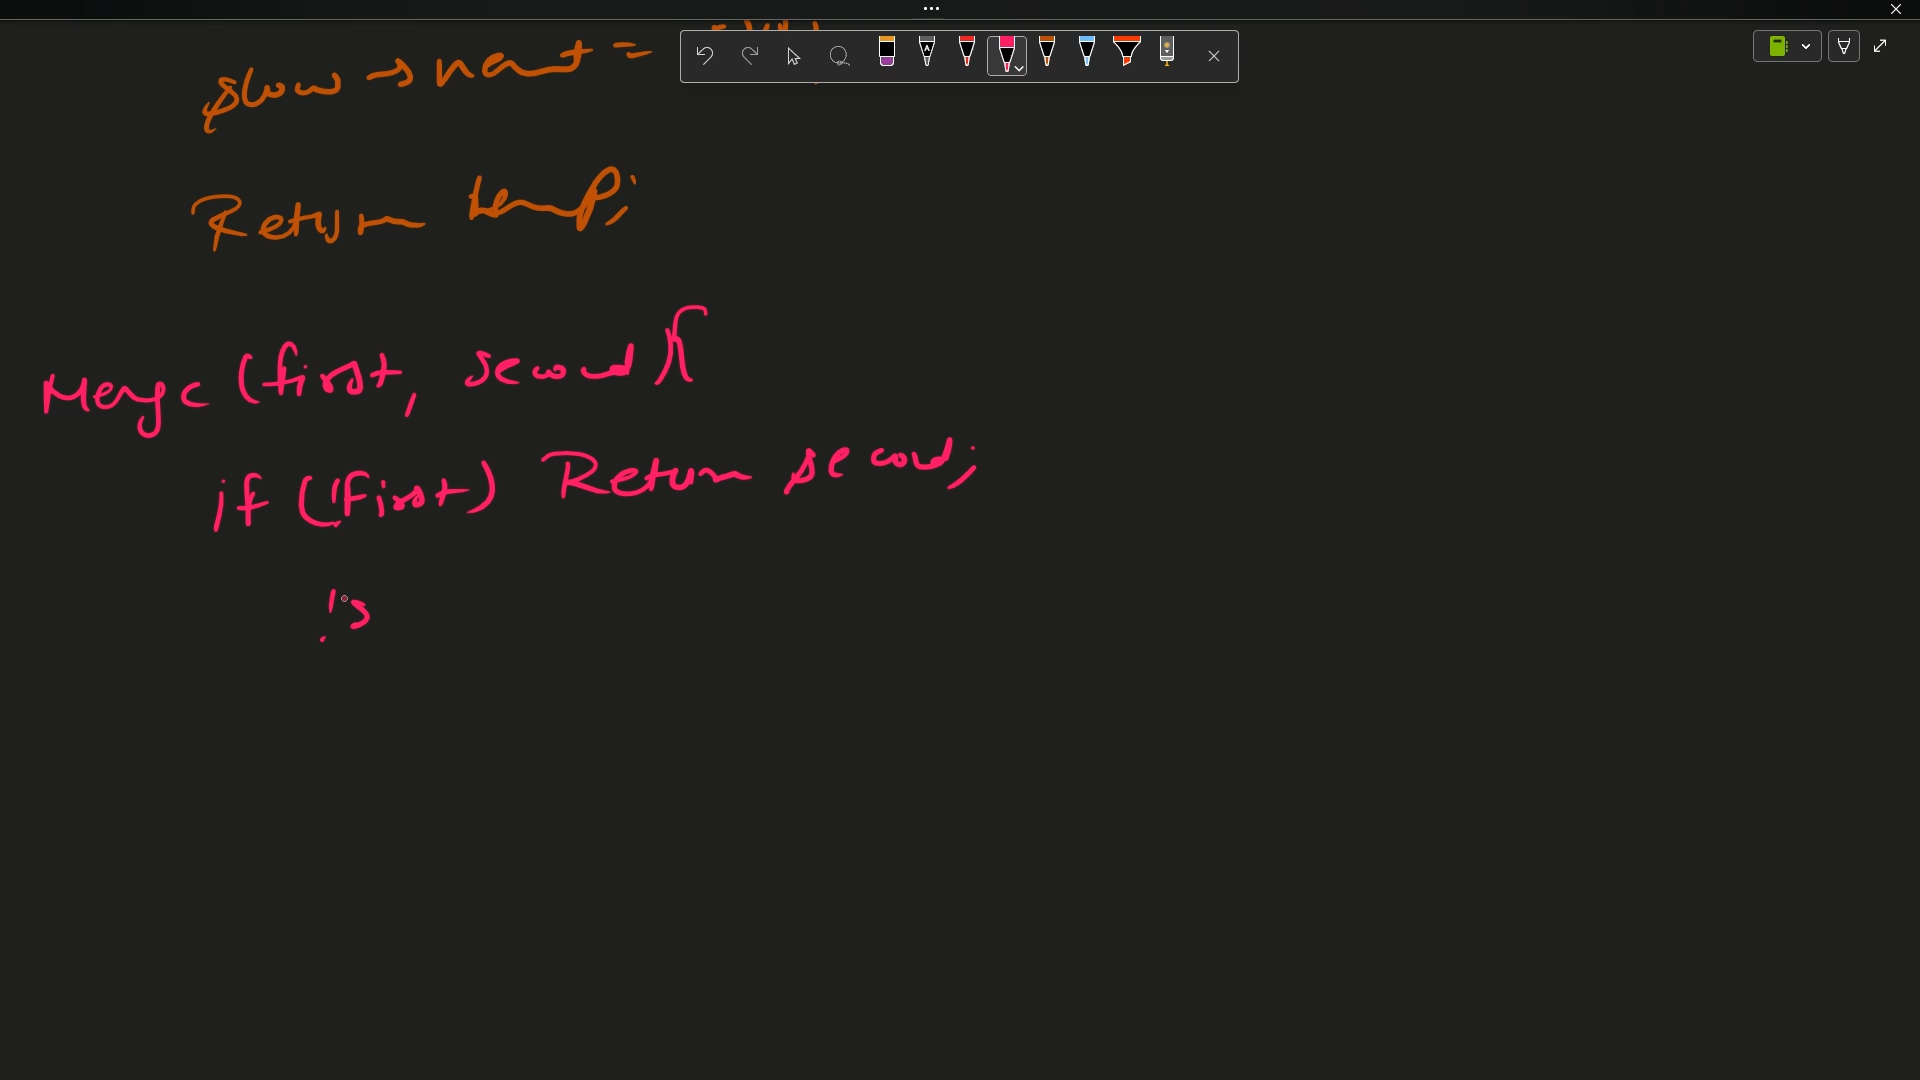 slow → next =
Return temp;
Merge (first, second){
if (!first) Return second;
!s